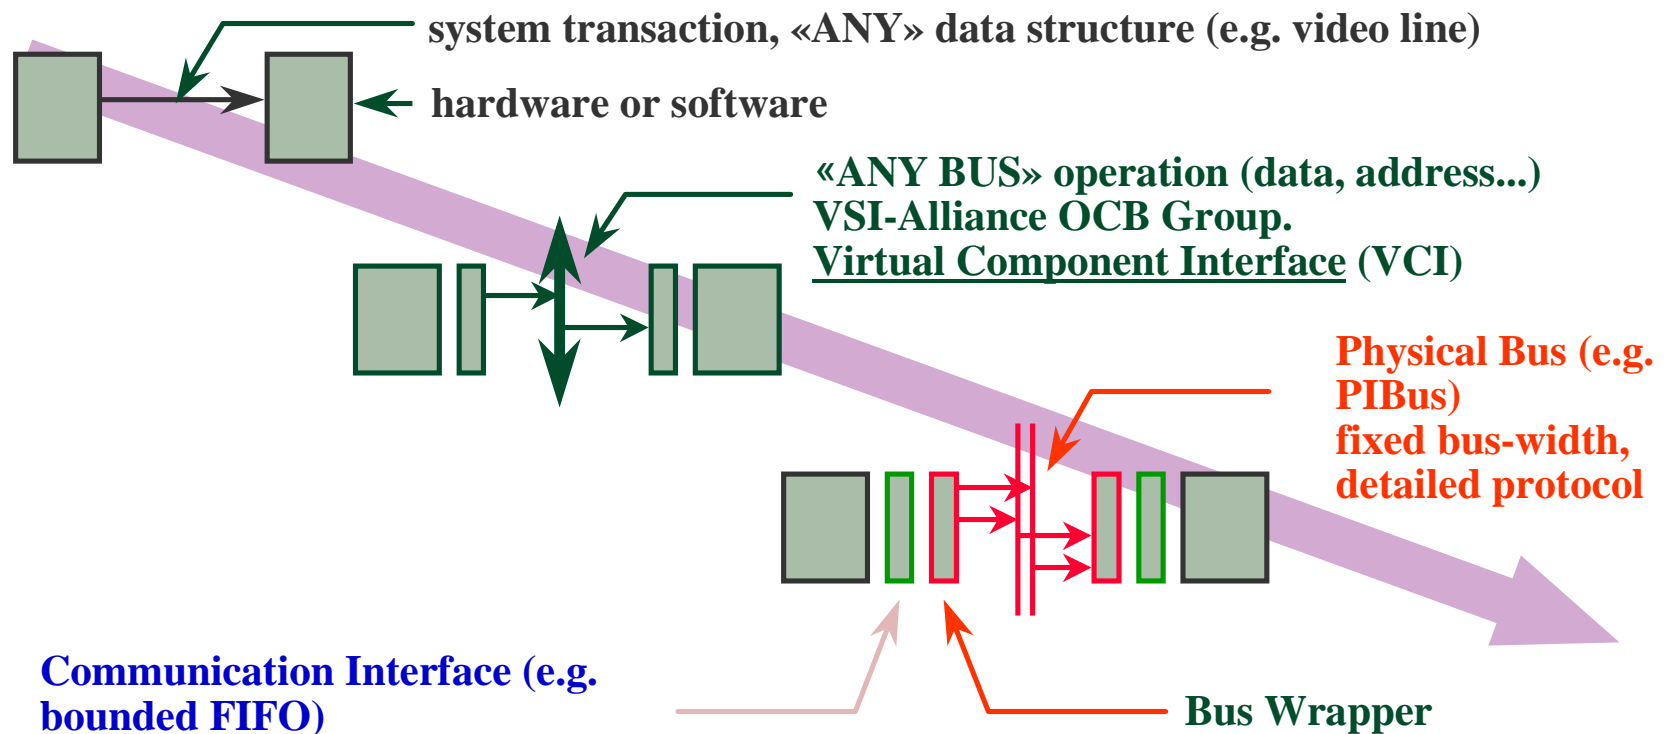 system transaction, «ANY» data structure (e.g. video line)
hardware or software
«ANY BUS» operation (data, address...)
VSI-Alliance OCB Group.
Virtual Component Interface (VCI)
Physical Bus (e.g.
PIBus)
fixed bus-width,
detailed protocol
Communication Interface (e.g.
bounded FIFO)
Bus Wrapper